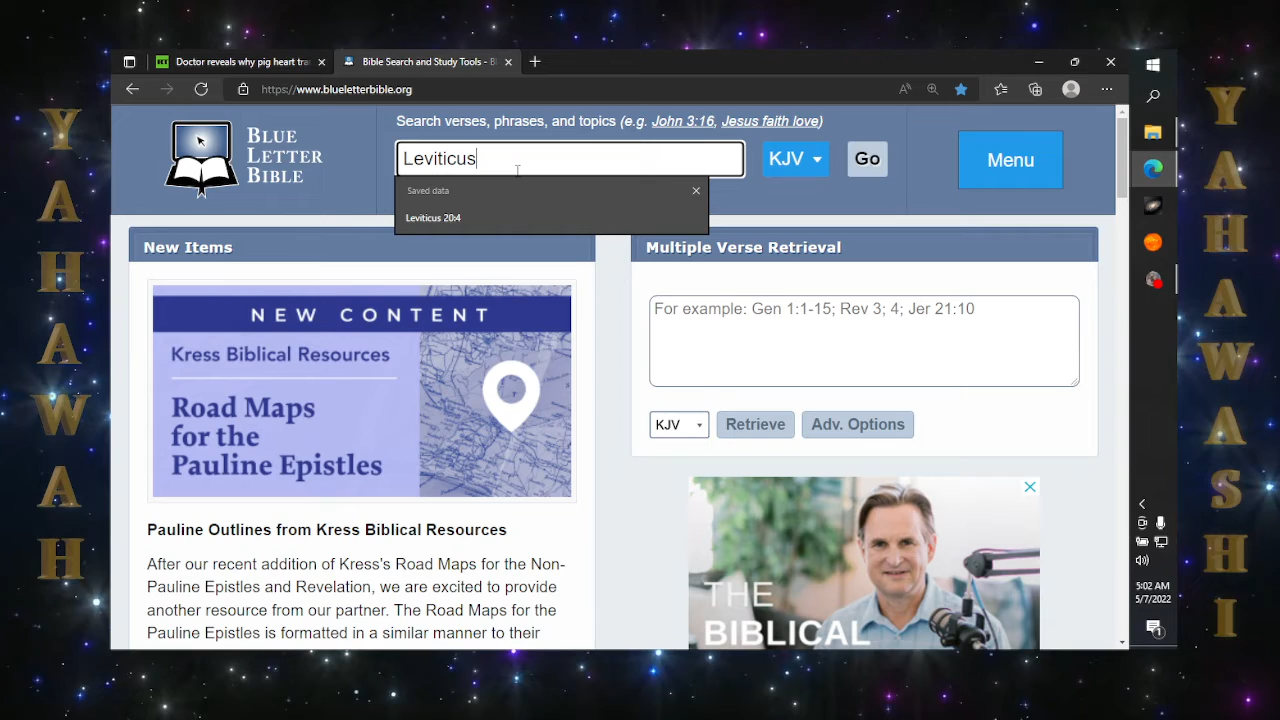 Doctor reveals why pig heart tra
Bible Search and Study Tools - Bl
https://www.blueletterbible.org
BLUE
LETTER
BIBLE
Search verses, phrases, and topics (e.g. John 3:16, Jesus faith love)
Leviticus
KJV
Go
Menu
Saved data
Leviticus 20:4
New Items
NEW CONTENT
Kress Biblical Resources
Road Maps
for the
Pauline Epistles
Pauline Outlines from Kress Biblical Resources
After our recent addition of Kress's Road Maps for the Non-
Pauline Epistles and Revelation, we are excited to provide
another resource from our partner. The Road Maps for the
Pauline Epistles is formatted in a similar manner to their
Multiple Verse Retrieval
For example: Gen 1:1-15; Rev 3; 4; Jer 21:10
KJV
Retrieve
Adv. Options
THE
BIBLICAL
5:02 AM
5/7/2022
1
YAHAWAH
YAHAWASHI